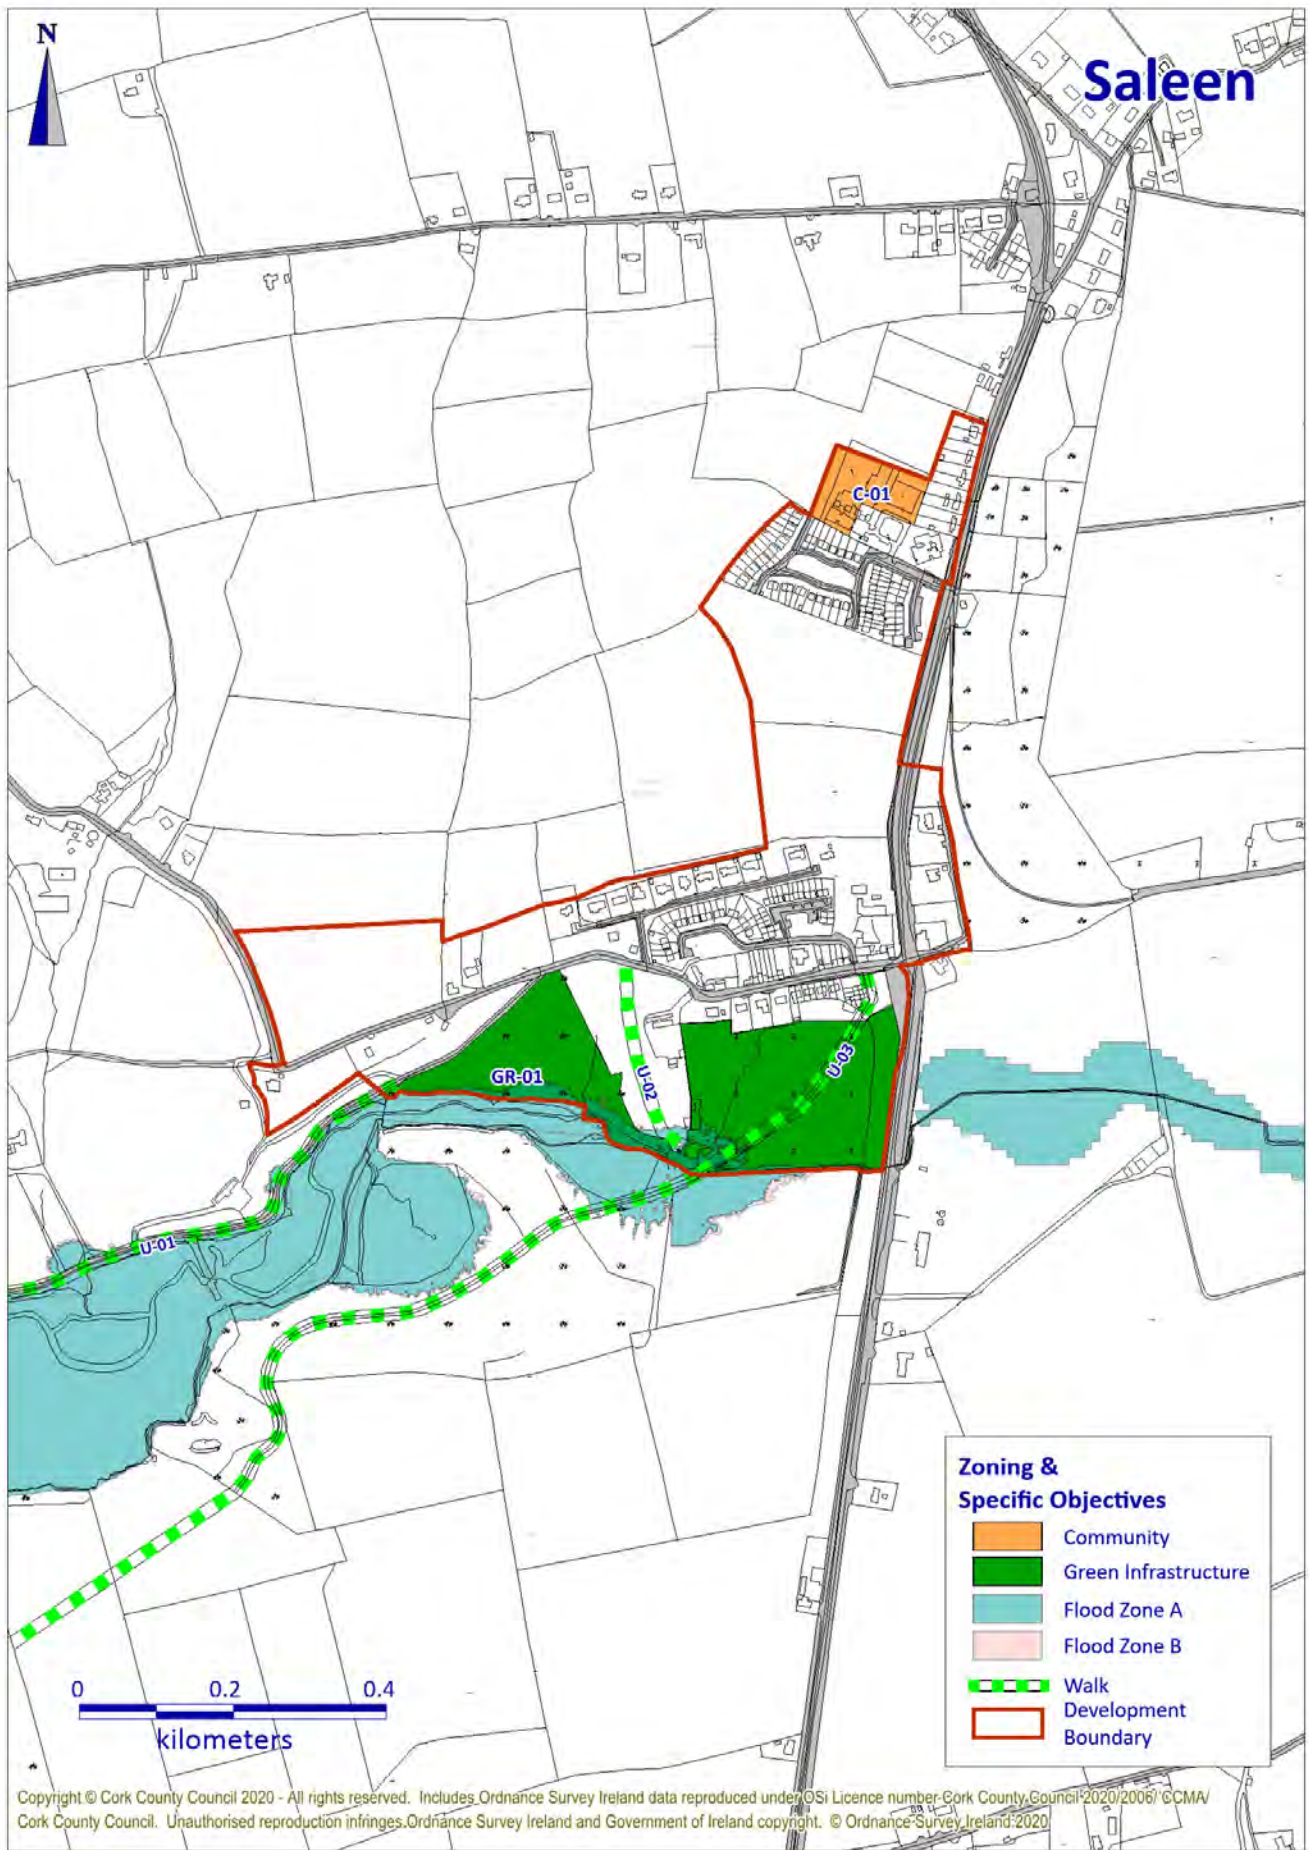 N
Saleen
C-01
GR-01
U-02
U-03
U-01
Zoning &
Specific Objectives
Community
Green Infrastructure
Flood Zone A
Flood Zone B
Walk
Development
Boundary
0 0.2 0.4
kilometers
Copyright © Cork County Council 2020 - All rights reserved. Includes Ordnance Survey Ireland data reproduced under OSi Licence number Cork County Council 2020/2006/ CCMA/
Cork County Council. Unauthorised reproduction infringes Ordnance Survey Ireland and Government of Ireland copyright. © Ordnance Survey Ireland 2020